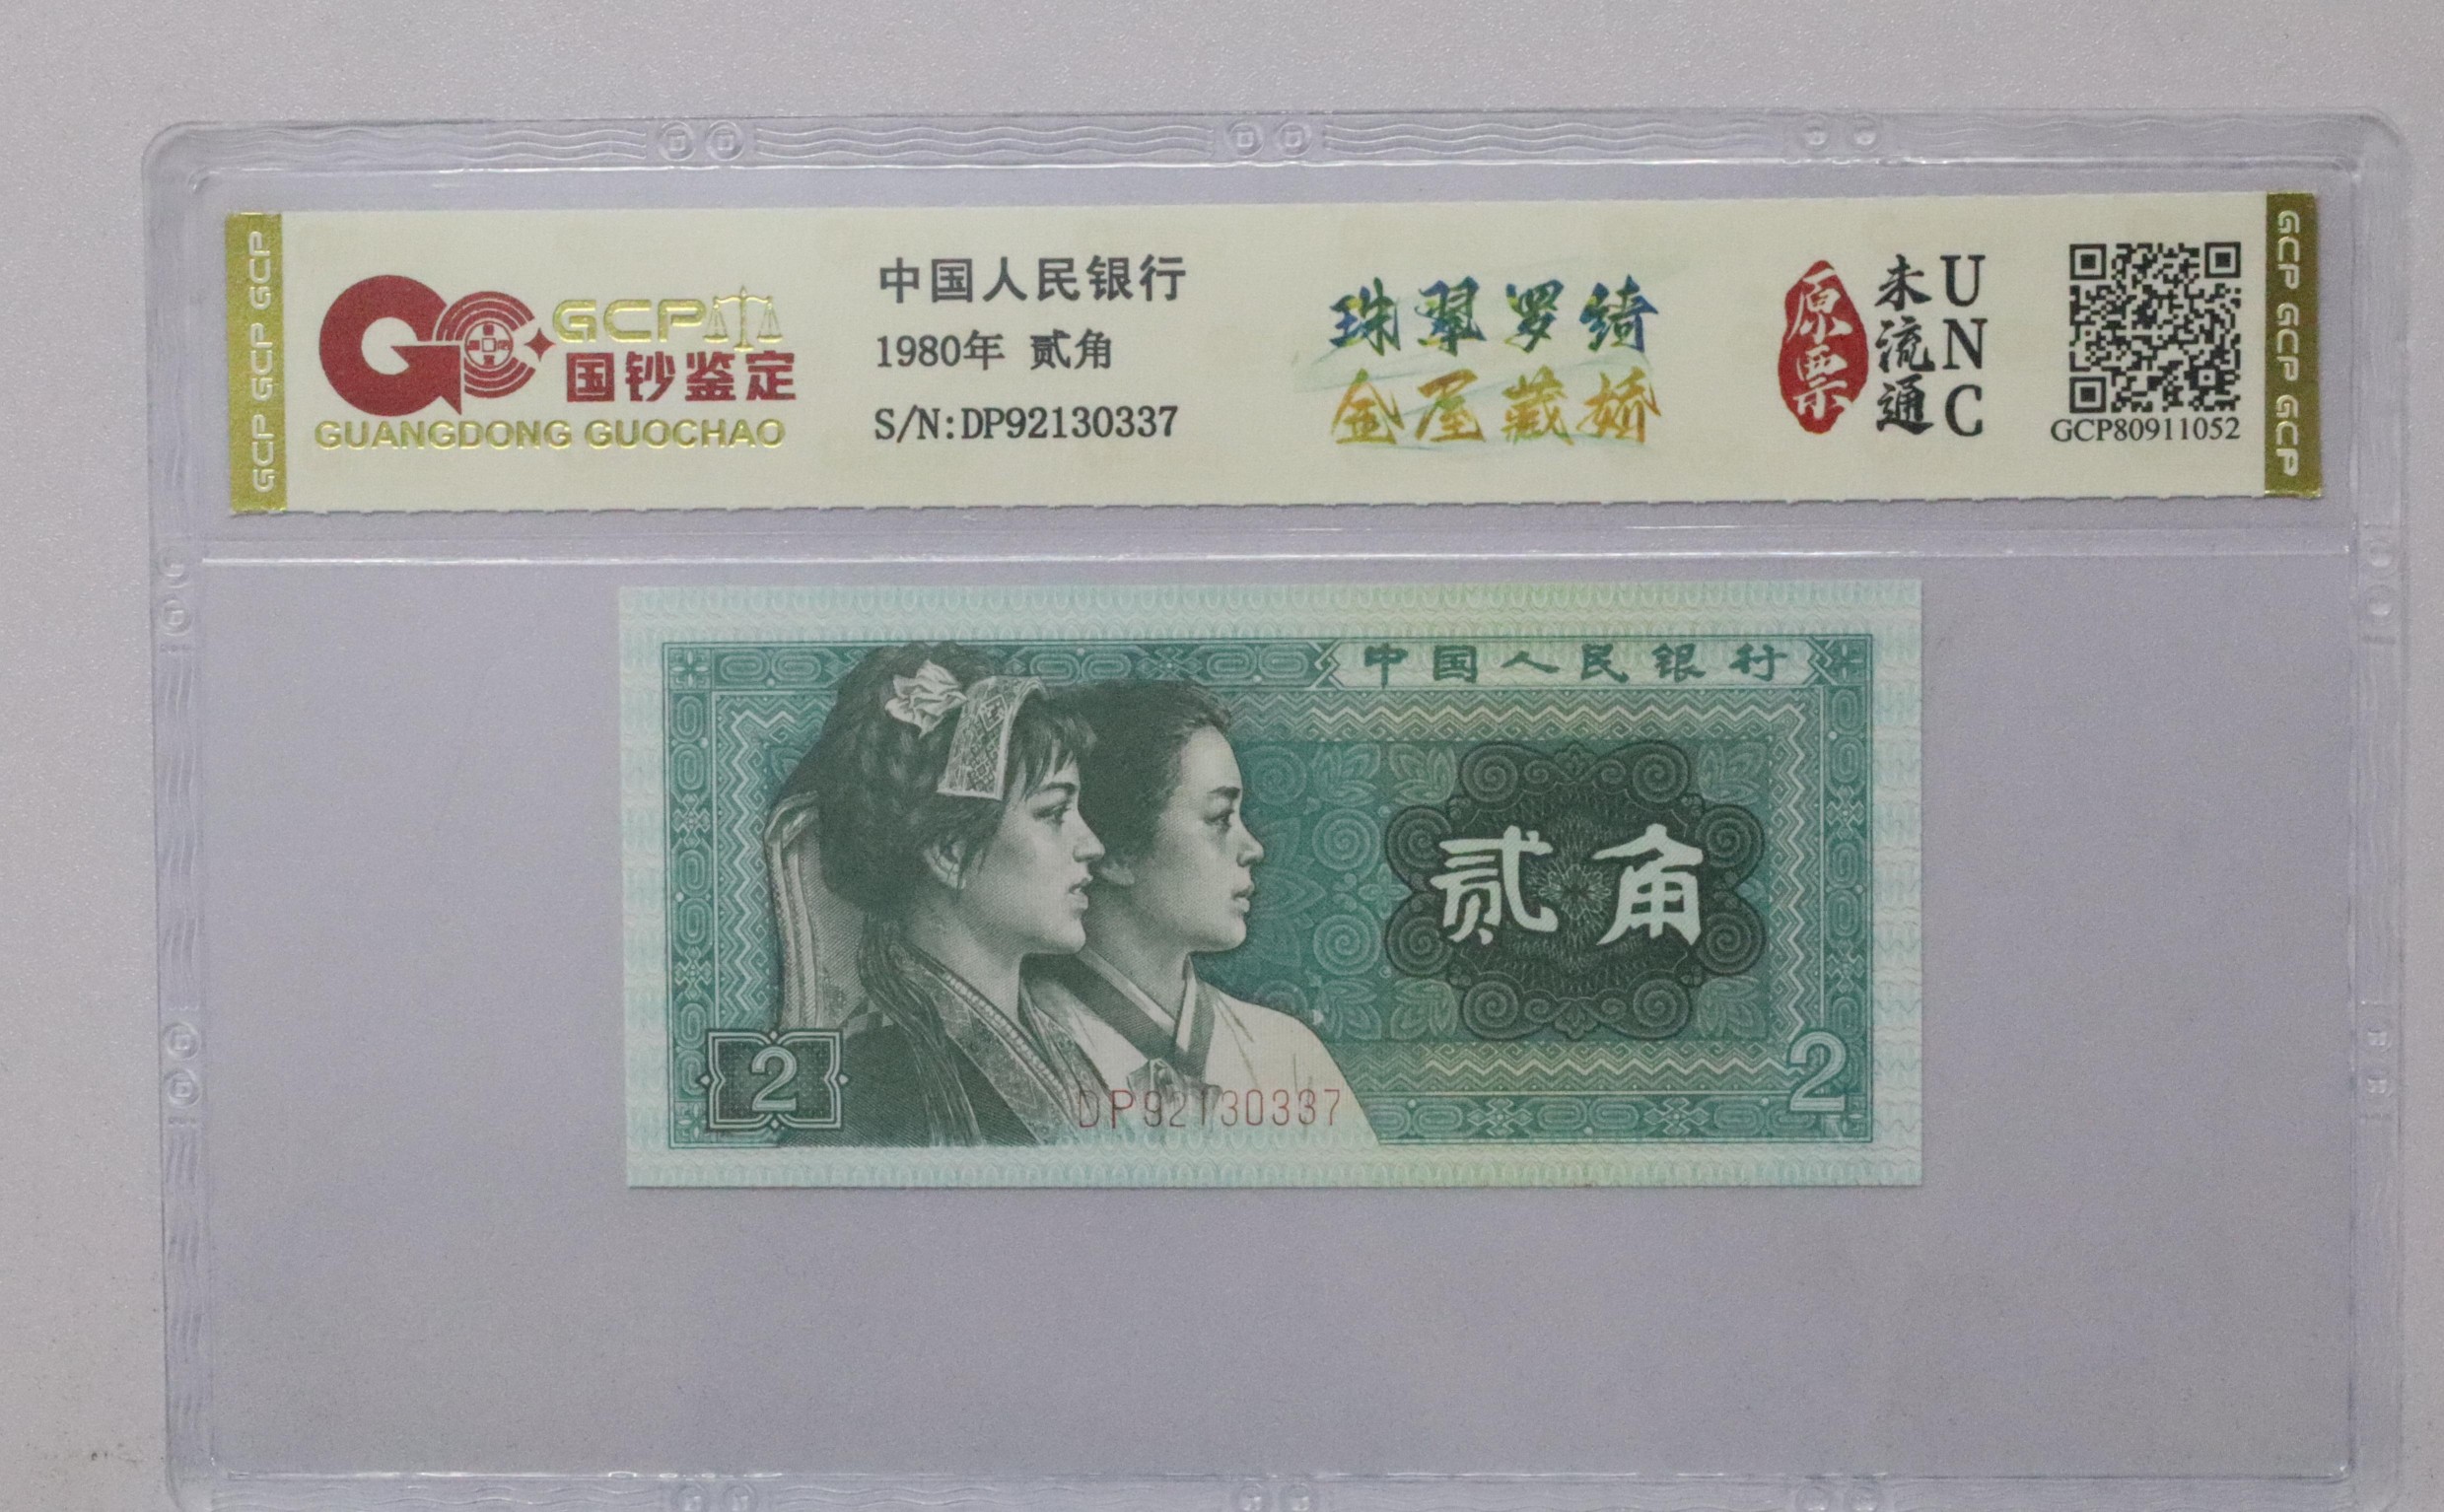 GCP GCP GCP
GCP
国钞鉴定
GUANGDONG GUOCHAO
中国人民银行
1980年 贰角
S/N:DP92130337
珠翠罗绮
金屋藏娇
原票
未流通
UNC
GCP80911052
GCP GCP GCP
中国人民银行
贰角
2
DP92130337
2